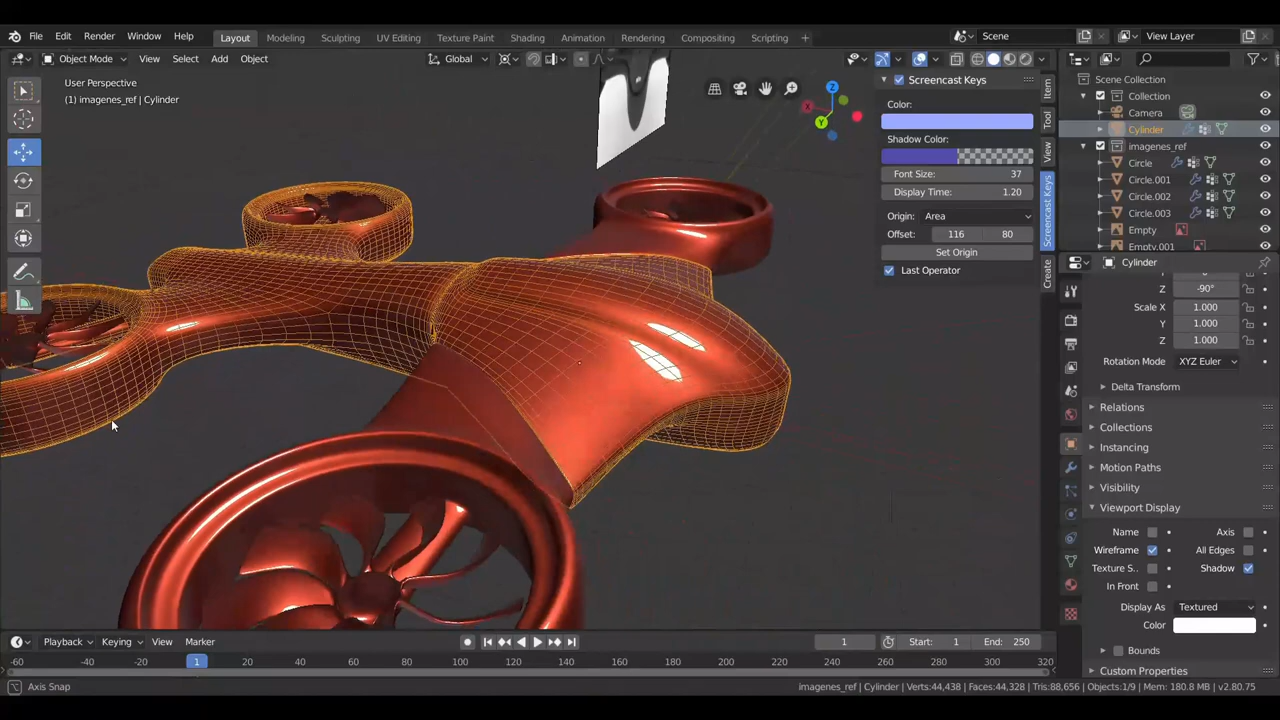 File Edit Render Window Help Layout Modeling Sculpting UV Editing Texture Paint Shading Animation Rendering Compositing Scripting + Scene View Layer
Object Mode View Select Add Object Global
User Perspective
(1) imagenes_ref | Cylinder
X
Y
Z
Screencast Keys
Color:
Shadow Color:
Font Size: 37
Display Time: 1.20
Origin: Area
Offset: 116 80
Set Origin
Last Operator
Item
Tool
View
Screencast Keys
Create
Scene Collection
Collection
Camera
Cylinder
imagenes_ref
Circle
Circle.001
Circle.002
Circle.003
Empty
Empty.001
Cylinder
Z -90°
Scale X 1.000
Y 1.000
Z 1.000
Rotation Mode XYZ Euler
Delta Transform
Relations
Collections
Instancing
Motion Paths
Visibility
Viewport Display
Name Axis
Wireframe All Edges
Texture S.. Shadow
In Front
Display As Textured
Color
Bounds
Custom Properties
Playback Keying View Marker 1 Start: 1 End: 250
-60 -40 -20 1 20 40 60 80 100 120 140 160 180 200 220 240 260 280 300 320
Axis Snap imagenes_ref | Cylinder | Verts:44,438 | Faces:44,328 | Tris:88,656 | Objects:1/9 | Mem: 180.8 MB | v2.80.75